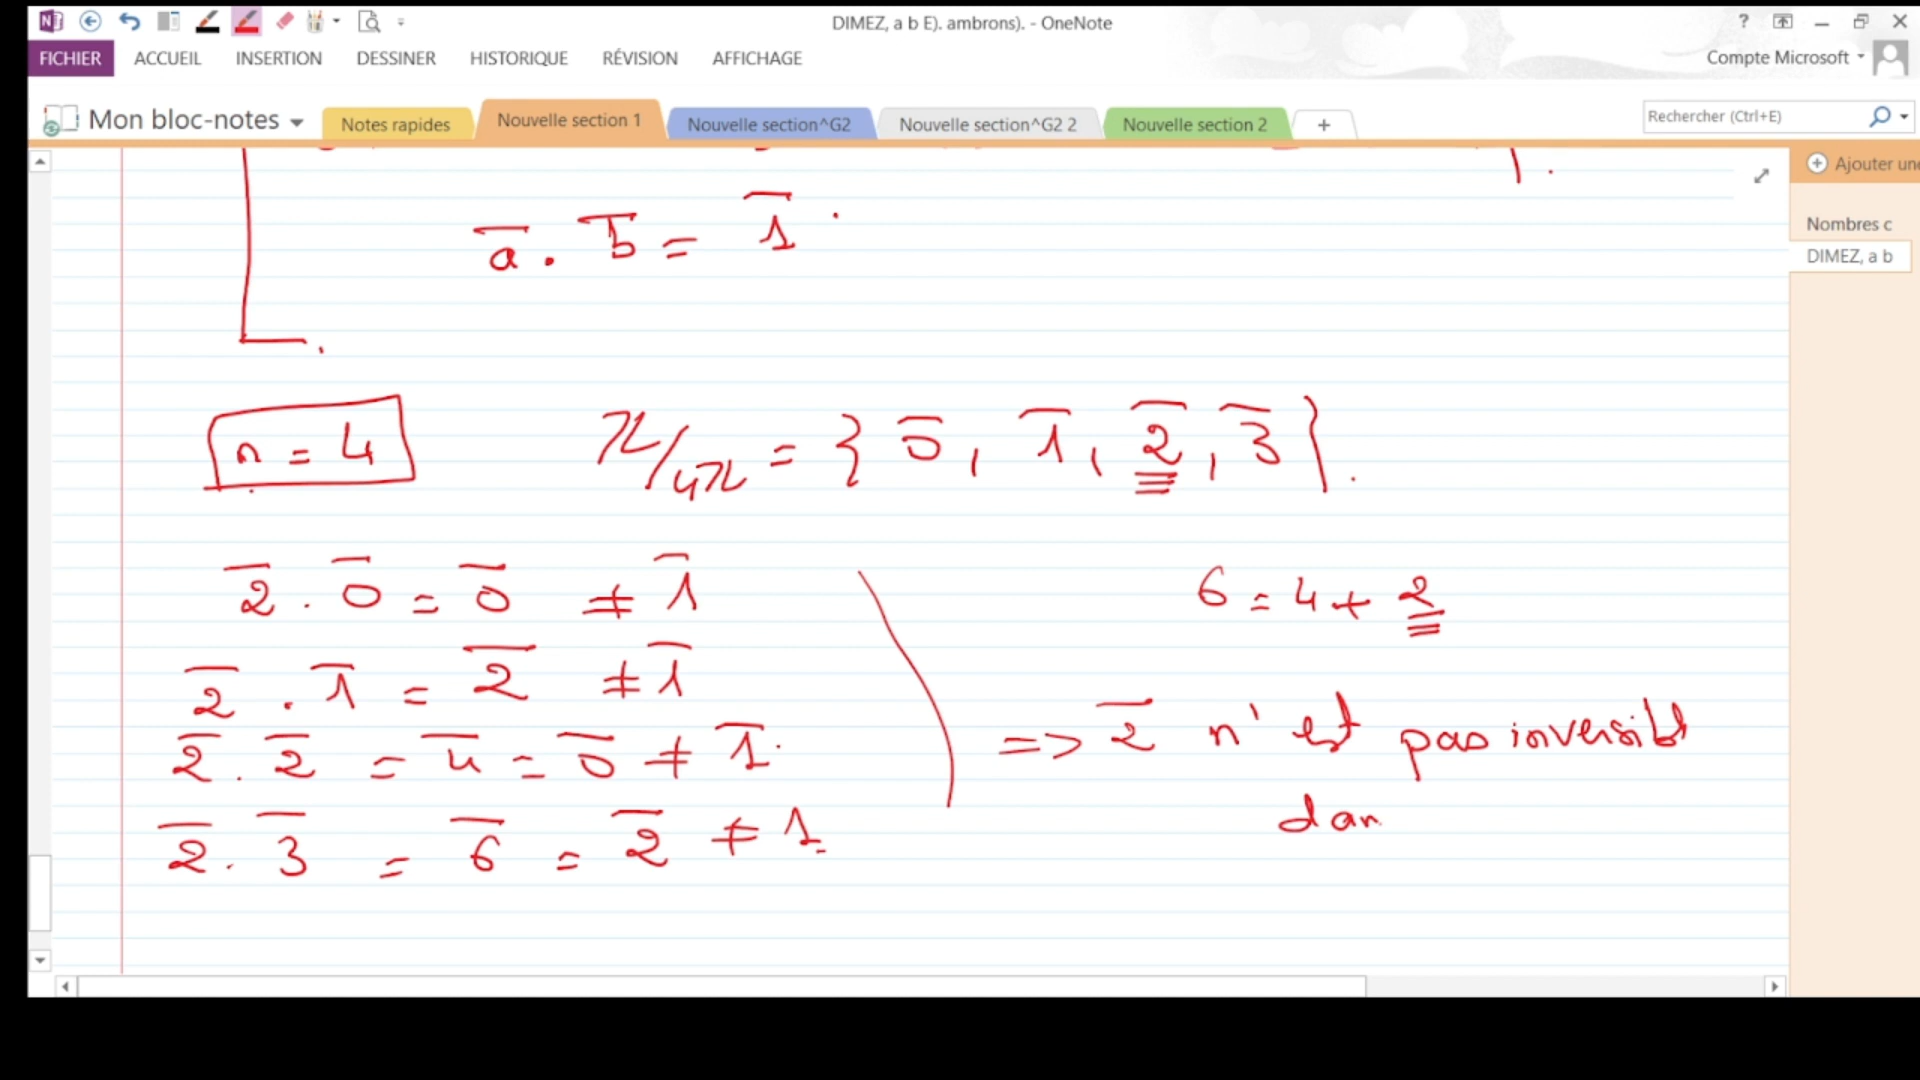 DIMEZ, a b E). ambrons). - OneNote
?
FICHIER ACCUEIL INSERTION DESSINER HISTORIQUE RÉVISION AFFICHAGE
Compte Microsoft
Mon bloc-notes
Notes rapides
Nouvelle section 1
Nouvelle section^G2
Nouvelle section^G2 2
Nouvelle section 2
+
Rechercher (Ctrl+E)
Ajouter une
Nombres c
DIMEZ, a b
a̅ . b̅ = 1̅
n = 4
ℤ/4ℤ = { 0̅, 1̅, 2̅, 3̅ }.
2̅ . 0̅ = 0̅ ≠ 1̅
2̅ . 1̅ = 2̅ ≠ 1̅
2̅ . 2̅ = 4̅ = 0̅ ≠ 1̅.
2̅ . 3̅ = 6̅ = 2̅ ≠ 1.
6 = 4 + 2
=> 2̅ n'est pas inversibl
dan